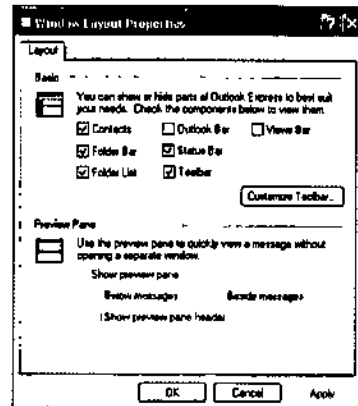 Window Layout Properties
Layout
Basic
You can show or hide parts of Outlook Express to best suit
your needs. Check the components below to view them.
Contacts Outlook Bar Views Bar
Folder Bar Status Bar
Folder List Toolbar
Customize Toolbar...
Preview Pane
Use the preview pane to quickly view a message without
opening a separate window.
Show preview pane
Below messages Beside messages
Show preview pane header
OK Cancel Apply